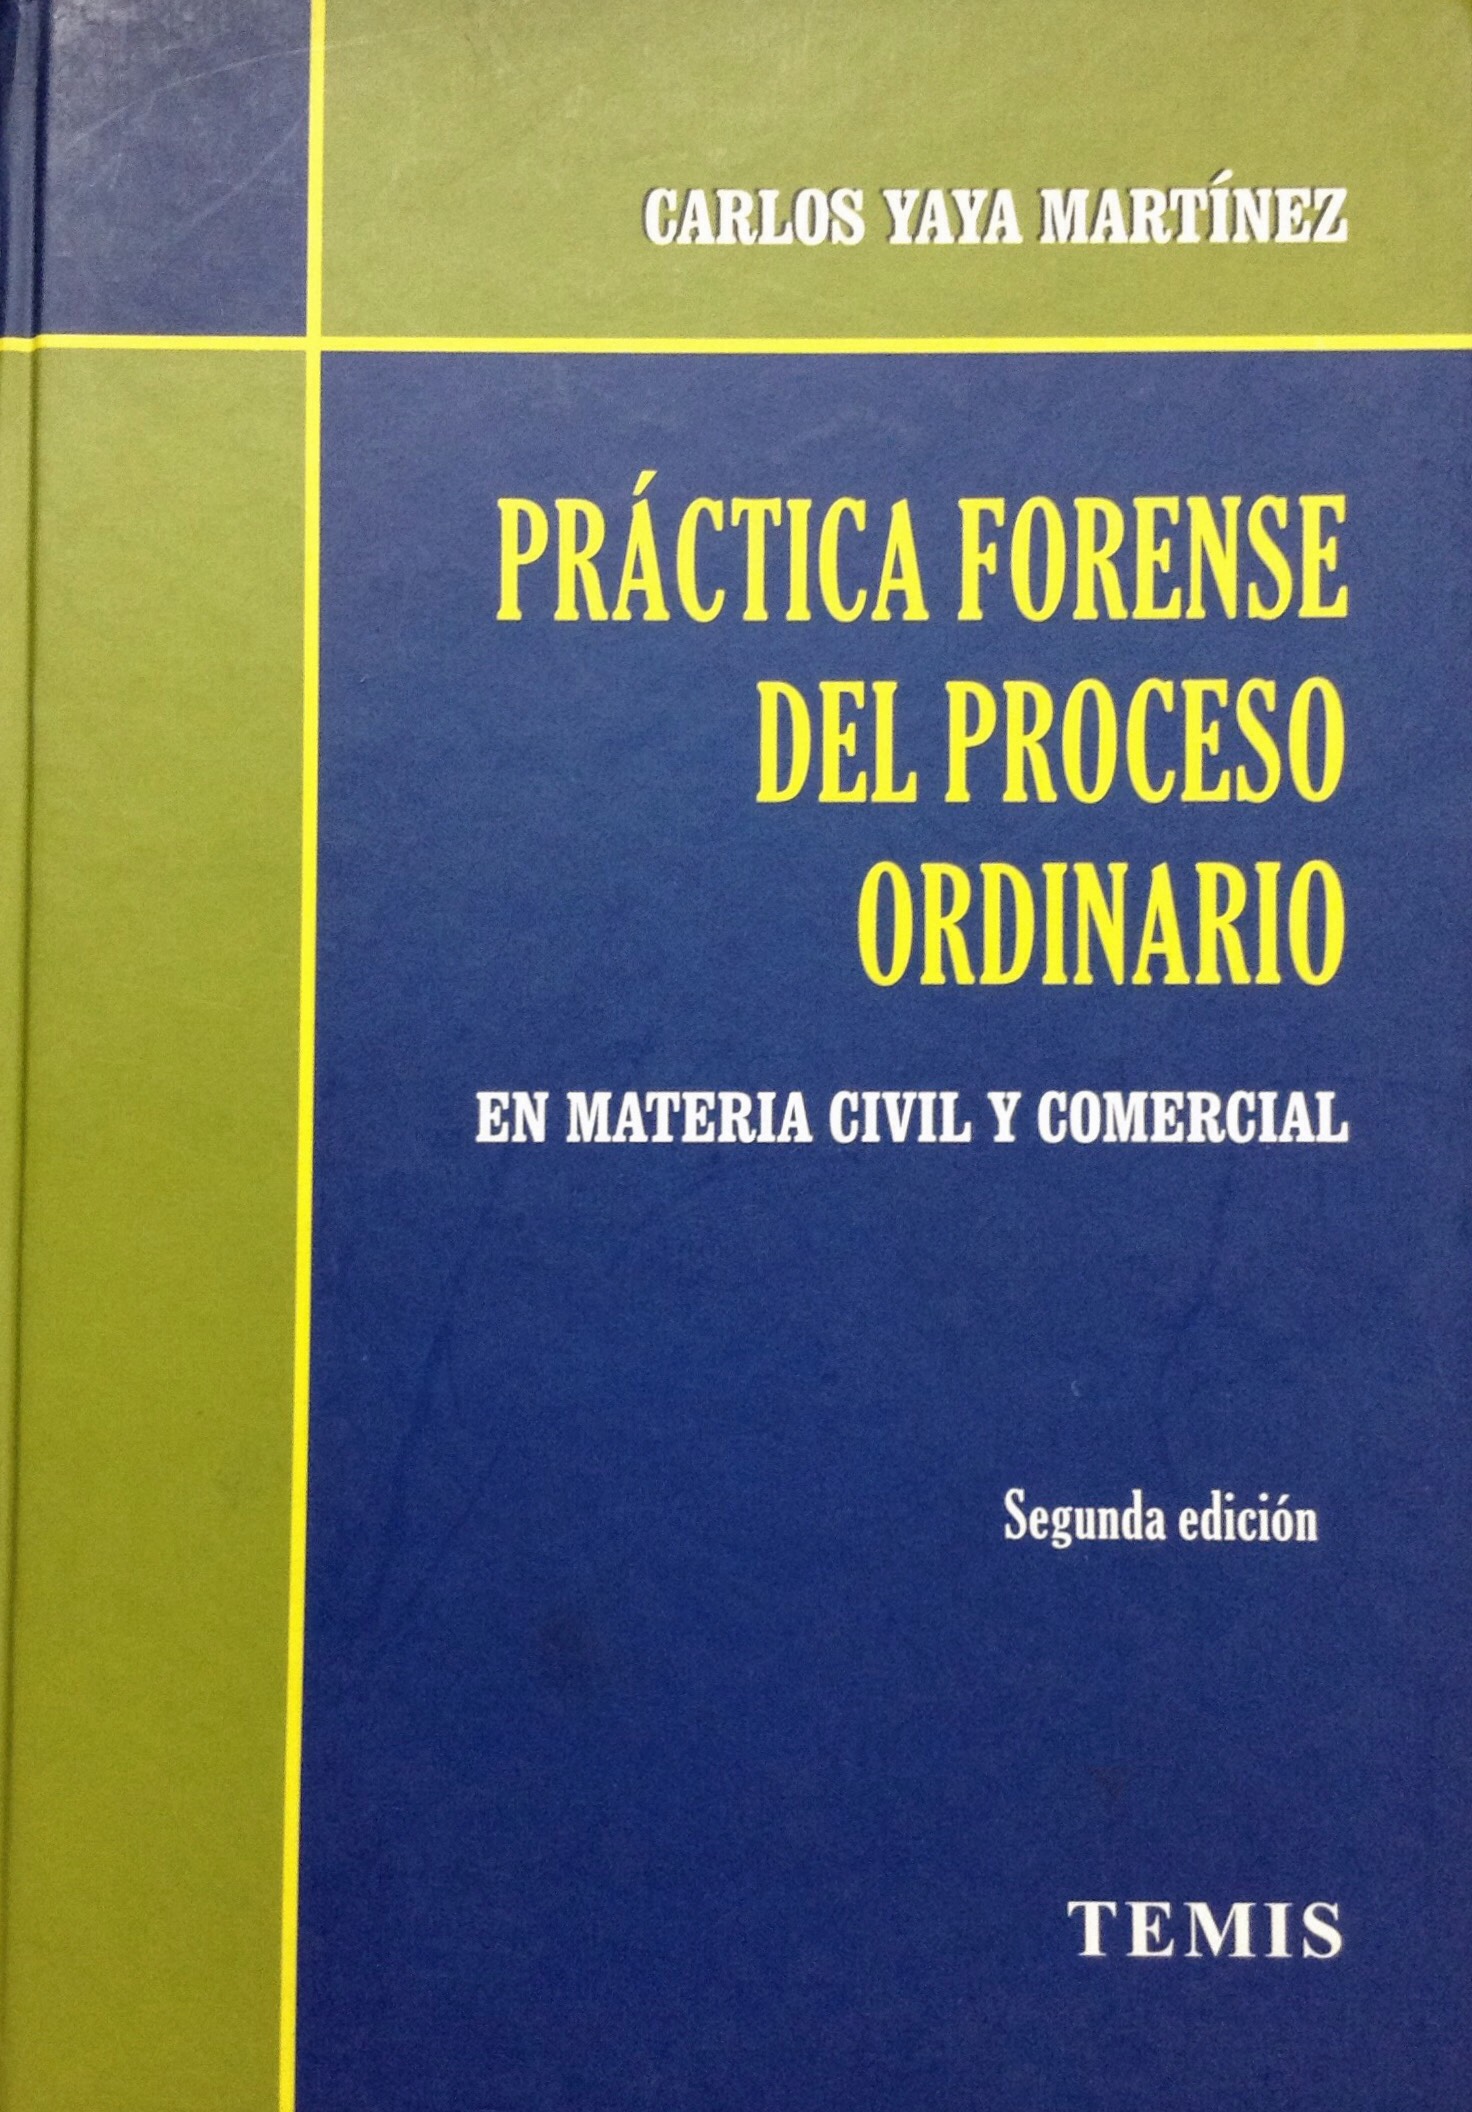 CARLOS YAYA MARTÍNEZ
PRÁCTICA FORENSE
DEL PROCESO
ORDINARIO
EN MATERIA CIVIL Y COMERCIAL
Segunda edición
TEMIS